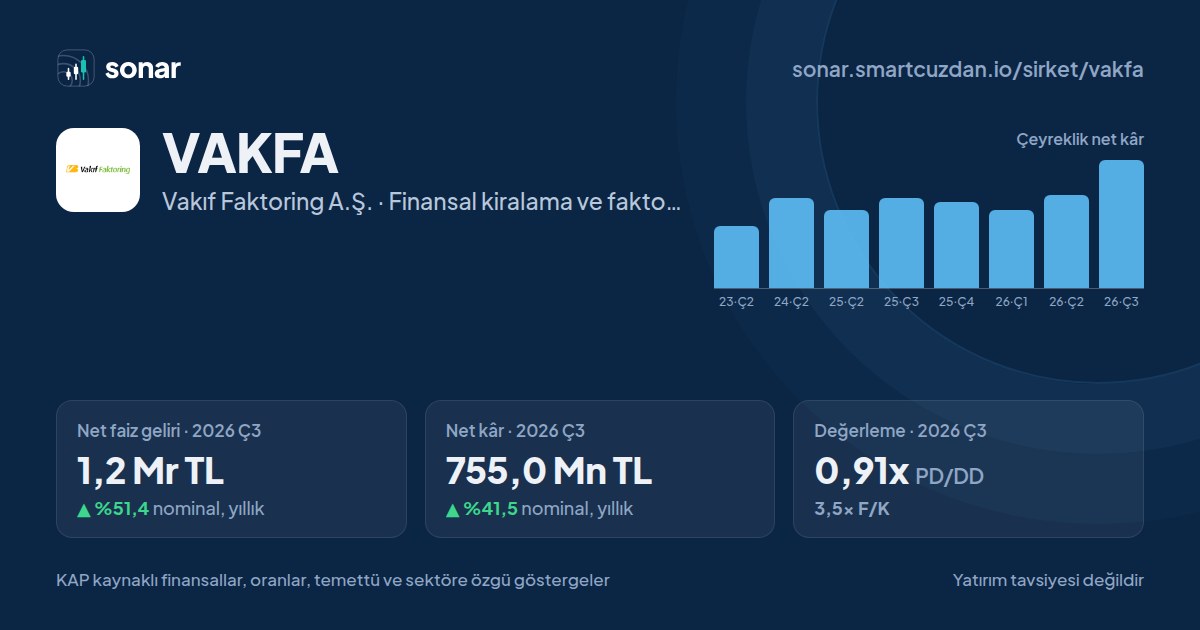 sonar
sonar.smartcuzdan.io/sirket/vakfa
Vakıf Faktoring
VAKFA
Vakıf Faktoring A.Ş. · Finansal kiralama ve fakto…
Çeyreklik net kâr
23·Ç2 24·Ç2 25·Ç2 25·Ç3 25·Ç4 26·Ç1 26·Ç2 26·Ç3
Net faiz geliri · 2026 Ç3
1,2 Mr TL
▲ %51,4 nominal, yıllık
Net kâr · 2026 Ç3
755,0 Mn TL
▲ %41,5 nominal, yıllık
Değerleme · 2026 Ç3
0,91x PD/DD
3,5× F/K
KAP kaynaklı finansallar, oranlar, temettü ve sektöre özgü göstergeler
Yatırım tavsiyesi değildir